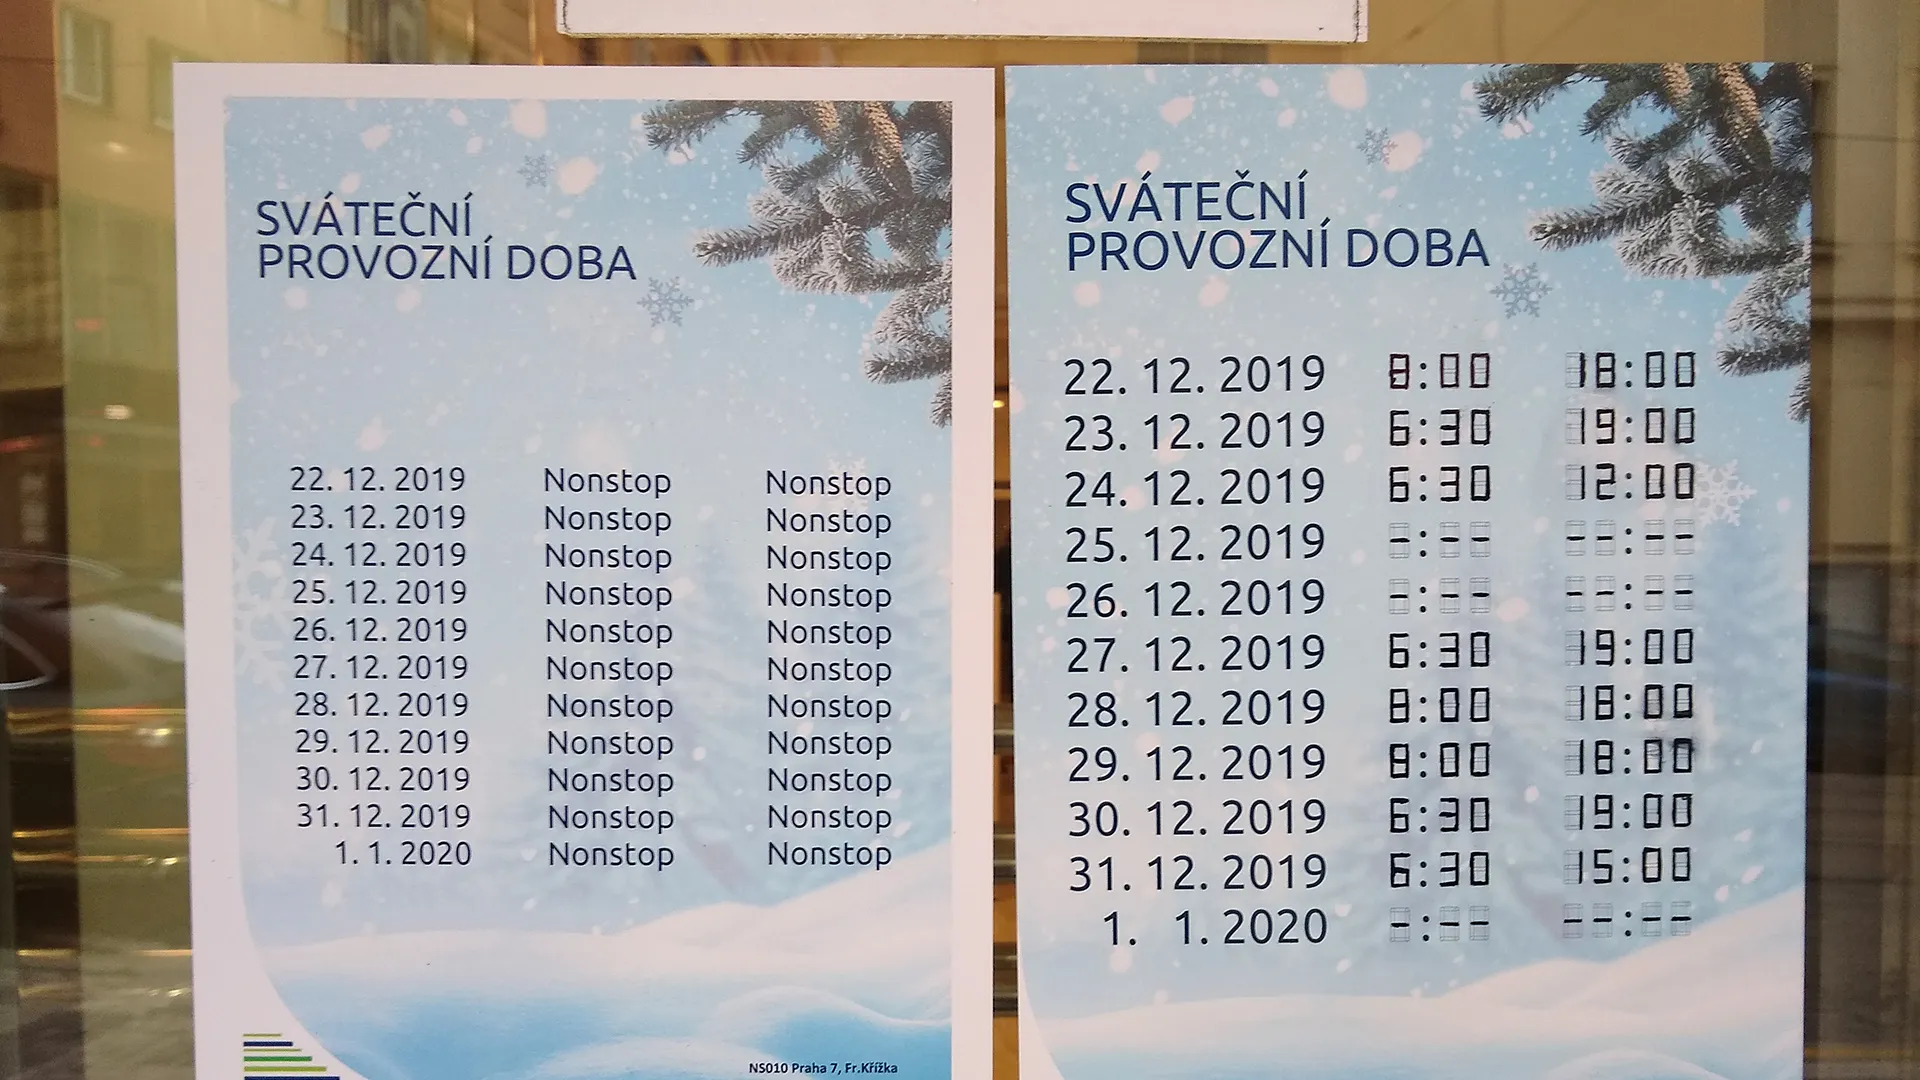 SVÁTEČNÍ
PROVOZNÍ DOBA
22. 12. 2019 Nonstop Nonstop
23. 12. 2019 Nonstop Nonstop
24. 12. 2019 Nonstop Nonstop
25. 12. 2019 Nonstop Nonstop
26. 12. 2019 Nonstop Nonstop
27. 12. 2019 Nonstop Nonstop
28. 12. 2019 Nonstop Nonstop
29. 12. 2019 Nonstop Nonstop
30. 12. 2019 Nonstop Nonstop
31. 12. 2019 Nonstop Nonstop
1. 1. 2020 Nonstop Nonstop
NS010 Praha 7, Fr.Křížka
SVÁTEČNÍ
PROVOZNÍ DOBA
22. 12. 2019 8:00 18:00
23. 12. 2019 6:30 19:00
24. 12. 2019 6:30 12:00
25. 12. 2019 -:-- --:--
26. 12. 2019 -:-- --:--
27. 12. 2019 6:30 19:00
28. 12. 2019 8:00 18:00
29. 12. 2019 8:00 18:00
30. 12. 2019 6:30 19:00
31. 12. 2019 6:30 15:00
1. 1. 2020 -:-- --:--